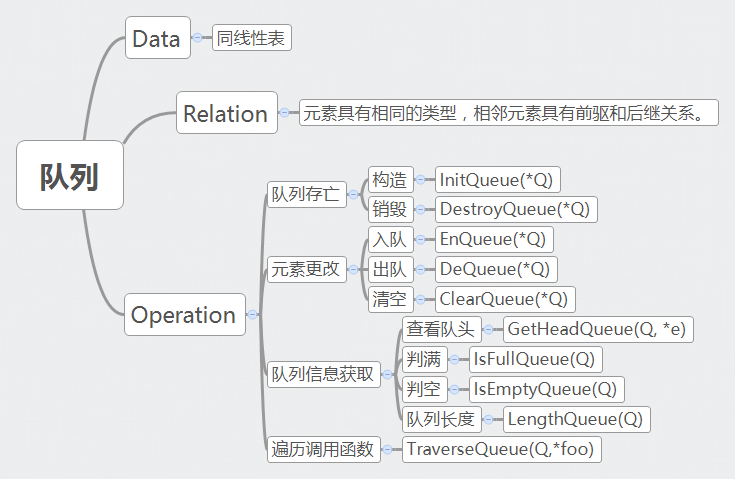 队列
Data
同线性表
Relation
元素具有相同的类型，相邻元素具有前驱和后继关系。
Operation
队列存亡
构造
InitQueue(*Q)
销毁
DestroyQueue(*Q)
元素更改
入队
EnQueue(*Q)
出队
DeQueue(*Q)
清空
ClearQueue(*Q)
队列信息获取
查看队头
GetHeadQueue(Q, *e)
判满
IsFullQueue(Q)
判空
IsEmptyQueue(Q)
队列长度
LengthQueue(Q)
遍历调用函数
TraverseQueue(Q,*foo)